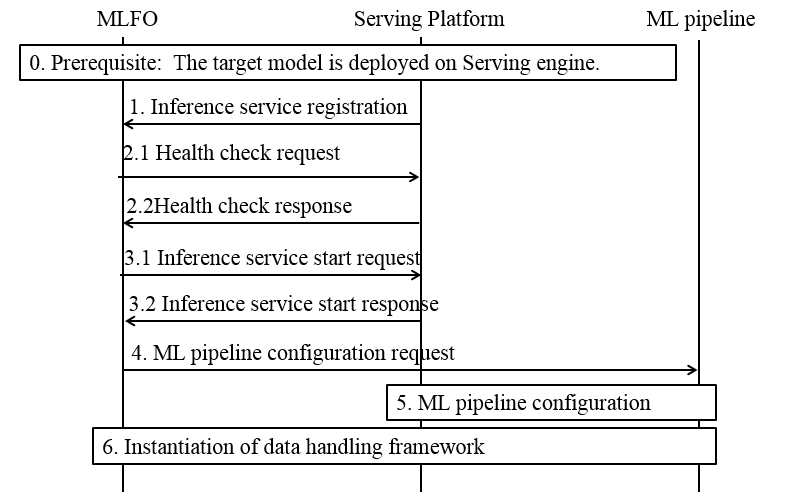 MLFO Serving Platform ML pipeline
0. Prerequisite: The target model is deployed on Serving engine.
1. Inference service registration
2.1 Health check request
2.2Health check response
3.1 Inference service start request
3.2 Inference service start response
4. ML pipeline configuration request
5. ML pipeline configuration
6. Instantiation of data handling framework